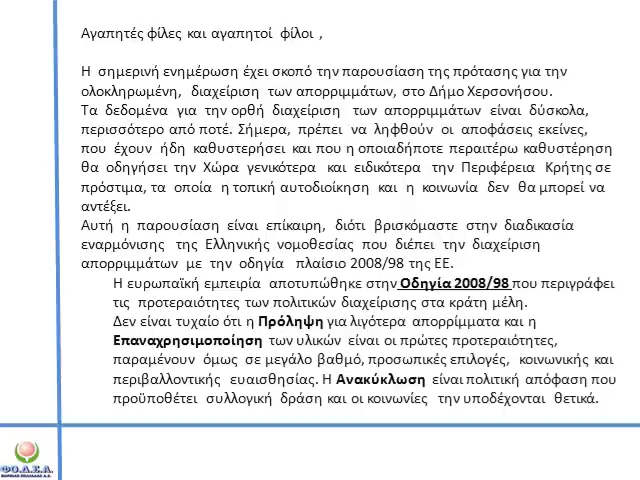 Αγαπητές φίλες και αγαπητοί φίλοι ,
Η σημερινή ενημέρωση έχει σκοπό την παρουσίαση της πρότασης για την
ολοκληρωμένη, διαχείριση των απορριμμάτων, στο Δήμο Χερσονήσου.
Τα δεδομένα για την ορθή διαχείριση των απορριμμάτων είναι δύσκολα,
περισσότερο από ποτέ. Σήμερα, πρέπει να ληφθούν οι αποφάσεις εκείνες,
που έχουν ήδη καθυστερήσει και που η οποιαδήποτε περαιτέρω καθυστέρηση
θα οδηγήσει την Χώρα γενικότερα και ειδικότερα την Περιφέρεια Κρήτης σε
πρόστιμα, τα οποία η τοπική αυτοδιοίκηση και η κοινωνία δεν θα μπορεί να
αντέξει.
Αυτή η παρουσίαση είναι επίκαιρη, διότι βρισκόμαστε στην διαδικασία
εναρμόνισης της Ελληνικής νομοθεσίας που διέπει την διαχείριση
απορριμμάτων με την οδηγία πλαίσιο 2008/98 της ΕΕ.
Η ευρωπαϊκή εμπειρία αποτυπώθηκε στην Οδηγία 2008/98 που περιγράφει
τις προτεραιότητες των πολιτικών διαχείρισης στα κράτη μέλη.
Δεν είναι τυχαίο ότι η Πρόληψη για λιγότερα απορρίμματα και η
Επαναχρησιμοποίηση των υλικών είναι οι πρώτες προτεραιότητες,
παραμένουν όμως σε μεγάλο βαθμό, προσωπικές επιλογές, κοινωνικής και
περιβαλλοντικής ευαισθησίας. Η Ανακύκλωση είναι πολιτική απόφαση που
προϋποθέτει συλλογική δράση και οι κοινωνίες την υποδέχονται θετικά.
ΦΟ.Δ.Σ.Α.